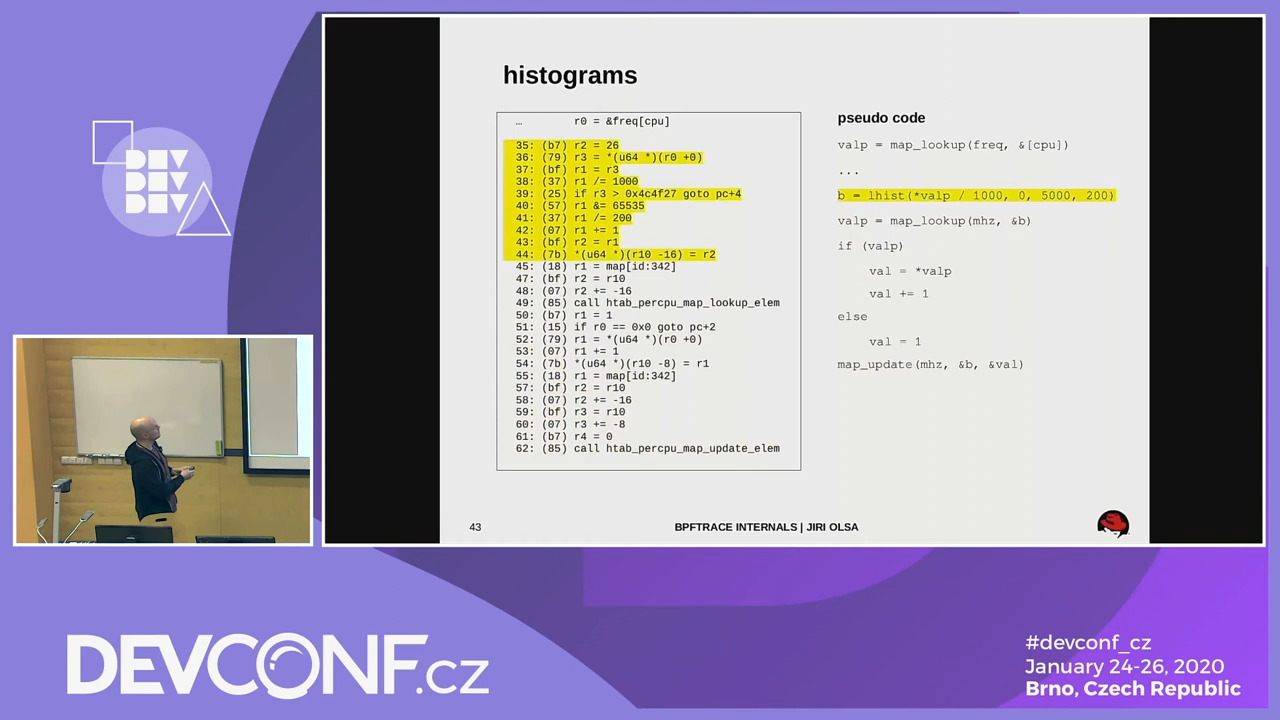 DEV
DEV
DEV
histograms
… r0 = &freq[cpu]
35: (b7) r2 = 26
36: (79) r3 = *(u64 *)(r0 +0)
37: (bf) r1 = r3
38: (37) r1 /= 1000
39: (25) if r3 > 0x4c4f27 goto pc+4
40: (57) r1 &= 65535
41: (37) r1 /= 200
42: (07) r1 += 1
43: (bf) r2 = r1
44: (7b) *(u64 *)(r10 -16) = r2
45: (18) r1 = map[id:342]
47: (bf) r2 = r10
48: (07) r2 += -16
49: (85) call htab_percpu_map_lookup_elem
50: (b7) r1 = 1
51: (15) if r0 == 0x0 goto pc+2
52: (79) r1 = *(u64 *)(r0 +0)
53: (07) r1 += 1
54: (7b) *(u64 *)(r10 -8) = r1
55: (18) r1 = map[id:342]
57: (bf) r2 = r10
58: (07) r2 += -16
59: (bf) r3 = r10
60: (07) r3 += -8
61: (b7) r4 = 0
62: (85) call htab_percpu_map_update_elem
pseudo code
valp = map_lookup(freq, &[cpu])
...
b = lhist(*valp / 1000, 0, 5000, 200)
valp = map_lookup(mhz, &b)
if (valp)
val = *valp
val += 1
else
val = 1
map_update(mhz, &b, &val)
43
BPFTRACE INTERNALS | JIRI OLSA
DEVCONF.cz
#devconf_cz
January 24-26, 2020
Brno, Czech Republic